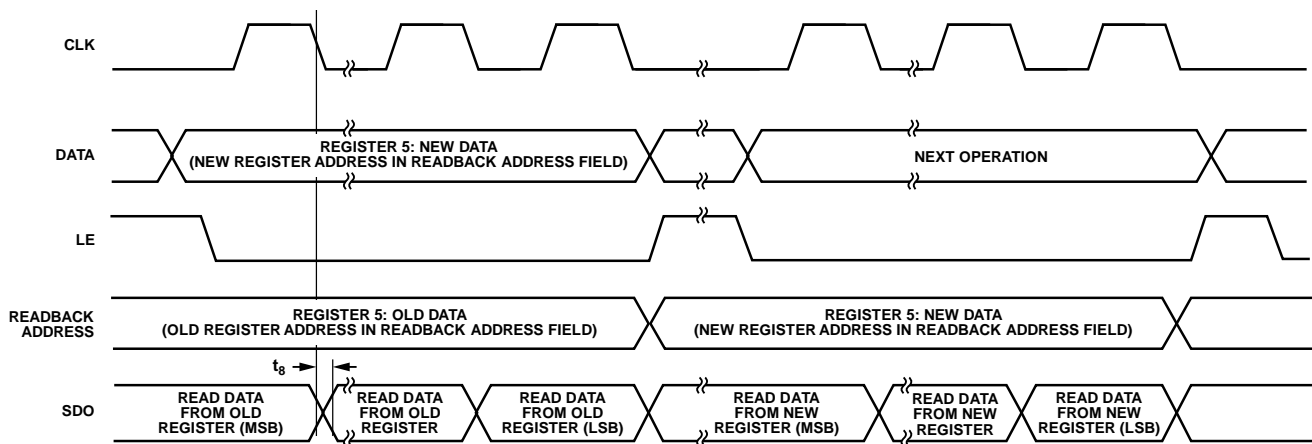 CLK
DATA
REGISTER 5: NEW DATA
(NEW REGISTER ADDRESS IN READBACK ADDRESS FIELD)
NEXT OPERATION
LE
READBACK
ADDRESS
REGISTER 5: OLD DATA
(OLD REGISTER ADDRESS IN READBACK ADDRESS FIELD)
REGISTER 5: NEW DATA
(NEW REGISTER ADDRESS IN READBACK ADDRESS FIELD)
t8
SDO
READ DATA
FROM OLD
REGISTER (MSB)
READ DATA
FROM OLD
REGISTER
READ DATA
FROM OLD
REGISTER (LSB)
READ DATA
FROM NEW
REGISTER (MSB)
READ DATA
FROM NEW
REGISTER
READ DATA
FROM NEW
REGISTER (LSB)